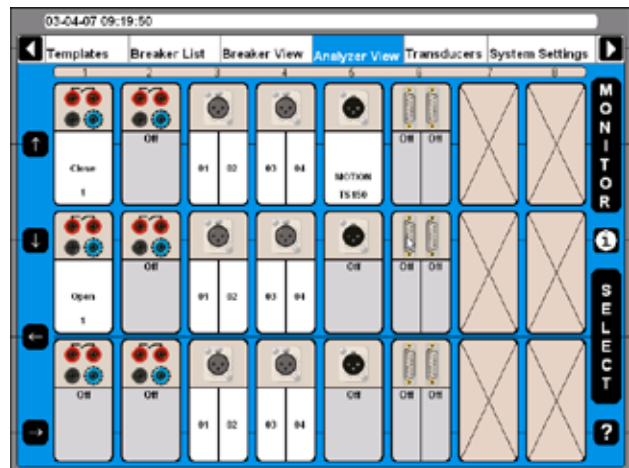 03-04-07 09:19:50
Templates Breaker List Breaker View Analyzer View Transducers System Settings
1 2 3 4 5 6 7 8
Off Off Off
Close 01 02 03 04 MOTION
1 TS150
Off Off Off Off
Open 01 02 03 04
1
Off Off Off Off Off
01 02 03 04
MONITOR
i
SELECT
?